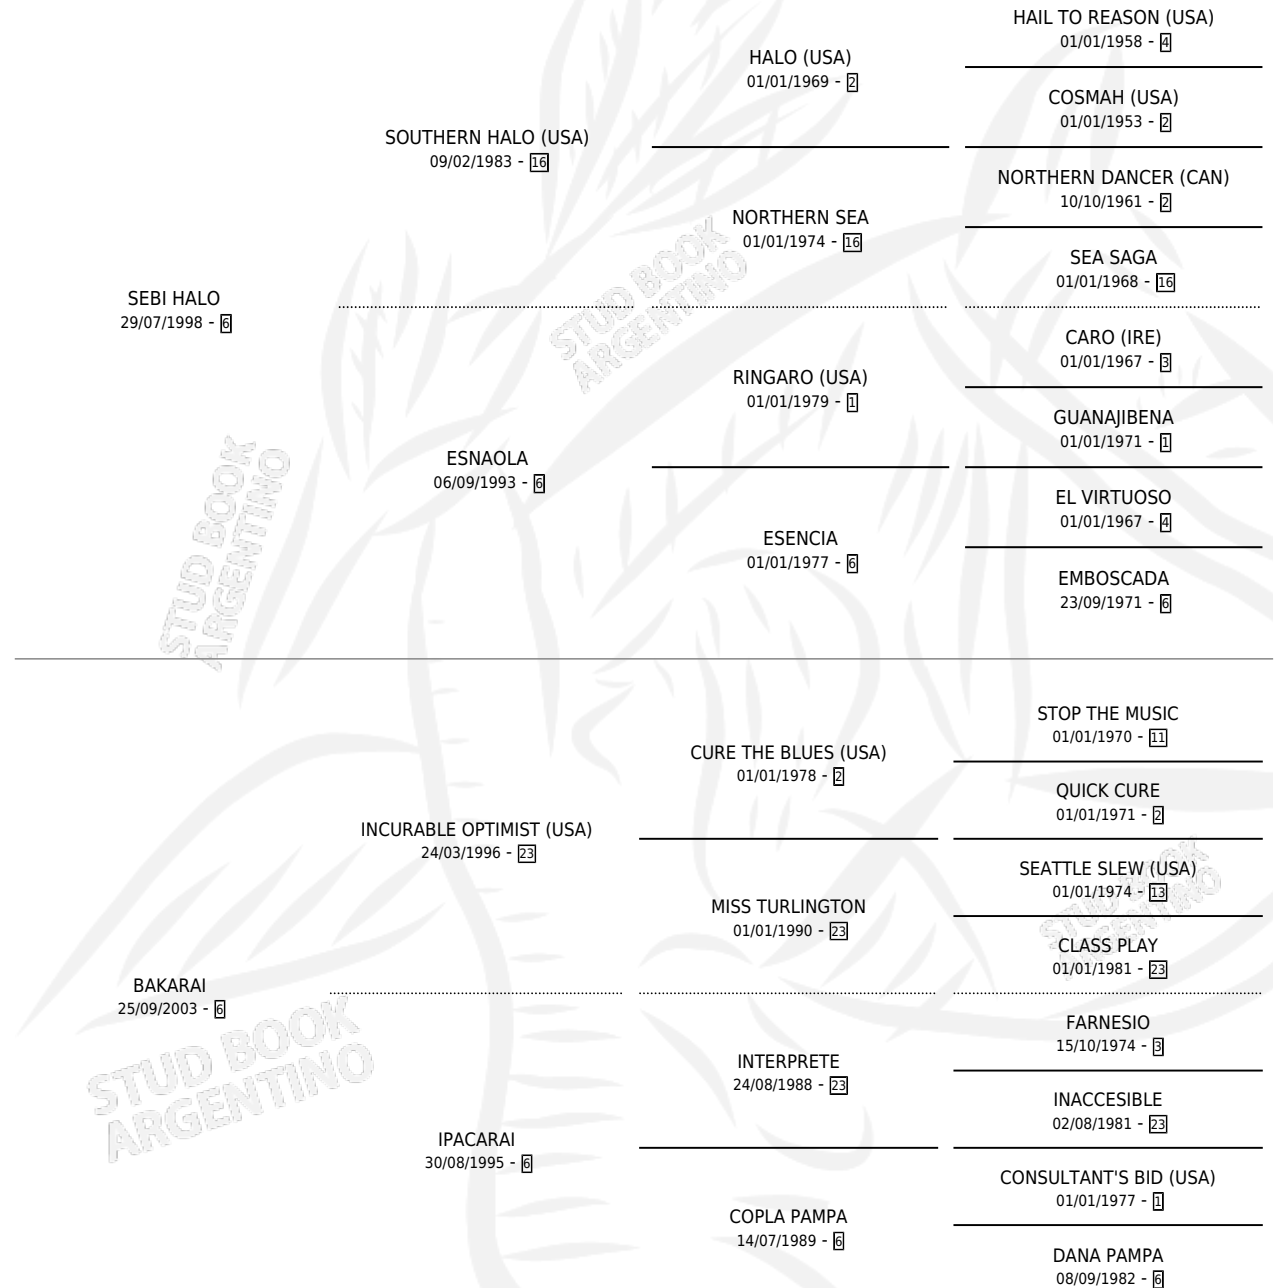 HAIL TO REASON (USA)
01/01/1958 - 4
HALO (USA)
01/01/1969 - 2
COSMAH (USA)
01/01/1953 - 2
SOUTHERN HALO (USA)
09/02/1983 - 16
NORTHERN DANCER (CAN)
10/10/1961 - 2
NORTHERN SEA
01/01/1974 - 16
SEA SAGA
01/01/1968 - 16
SEBI HALO
29/07/1998 - 6
STUD BOOK
ARGENTINO
CARO (IRE)
01/01/1967 - 3
RINGARO (USA)
01/01/1979 - 1
GUANAJIBENA
01/01/1971 - 1
ESNAOLA
06/09/1993 - 6
EL VIRTUOSO
01/01/1967 - 4
ESENCIA
01/01/1977 - 6
EMBOSCADA
23/09/1971 - 6
STUD BOOK
ARGENTINO
STOP THE MUSIC
01/01/1970 - 11
CURE THE BLUES (USA)
01/01/1978 - 2
QUICK CURE
01/01/1971 - 2
INCURABLE OPTIMIST (USA)
24/03/1996 - 23
SEATTLE SLEW (USA)
01/01/1974 - 13
MISS TURLINGTON
01/01/1990 - 23
STUD BOOK
ARGENTINO
CLASS PLAY
01/01/1981 - 23
BAKARAI
25/09/2003 - 6
STUD BOOK
ARGENTINO
FARNESIO
15/10/1974 - 3
INTERPRETE
24/08/1988 - 23
INACCESIBLE
02/08/1981 - 23
IPACARAI
30/08/1995 - 6
CONSULTANT'S BID (USA)
01/01/1977 - 1
COPLA PAMPA
14/07/1989 - 6
DANA PAMPA
08/09/1982 - 6